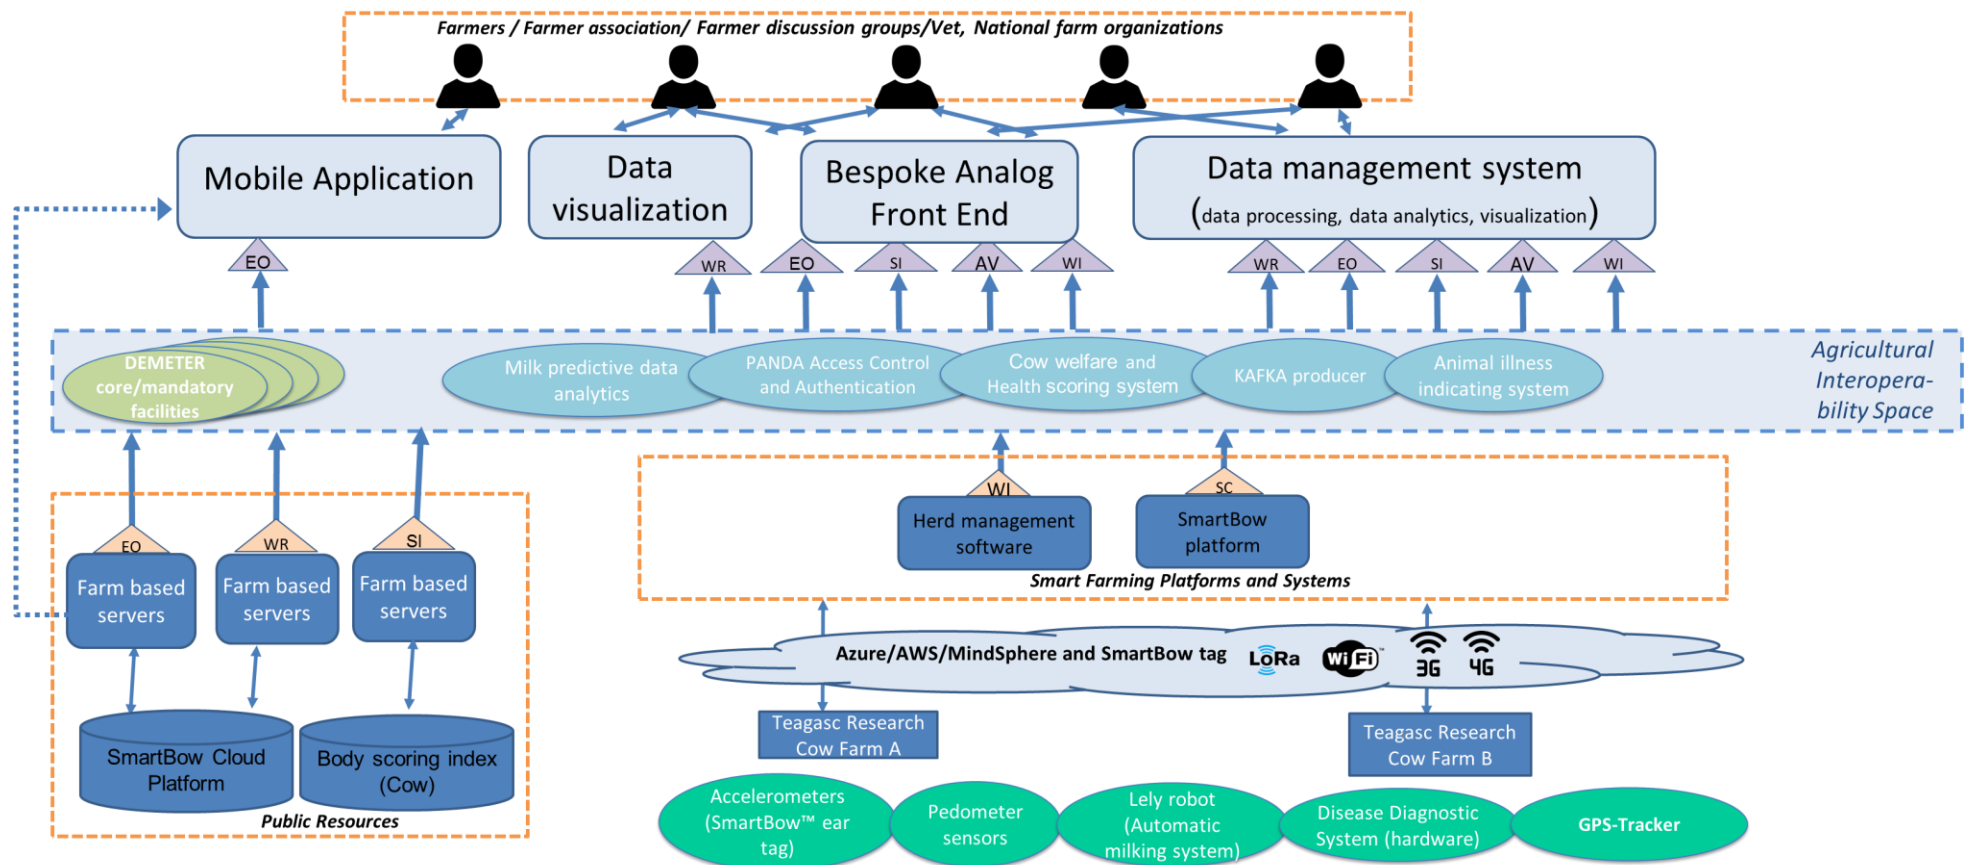 Farmers / Farmer association/ Farmer discussion groups/Vet, National farm organizations
Mobile Application
Data
visualization
Bespoke Analog
Front End
Data management system
(data processing, data analytics, visualization)
EO
WR
EO
SI
AV
WI
WR
EO
SI
AV
WI
DEMETER
core/mandatory
facilities
Milk predictive data
analytics
PANDA Access Control
and Authentication
Cow welfare and
Health scoring system
KAFKA producer
Animal illness
indicating system
Agricultural
Interopera-
bility Space
EO
WR
SI
Farm based
servers
Farm based
servers
Farm based
servers
SmartBow Cloud
Platform
Body scoring index
(Cow)
Public Resources
WI
SC
Herd management
software
SmartBow
platform
Smart Farming Platforms and Systems
Azure/AWS/MindSphere and SmartBow tag
LoRa
WiFi™
3G
4G
Teagasc Research
Cow Farm A
Teagasc Research
Cow Farm B
Accelerometers
(SmartBow™ ear
tag)
Pedometer
sensors
Lely robot
(Automatic
milking system)
Disease Diagnostic
System (hardware)
GPS-Tracker